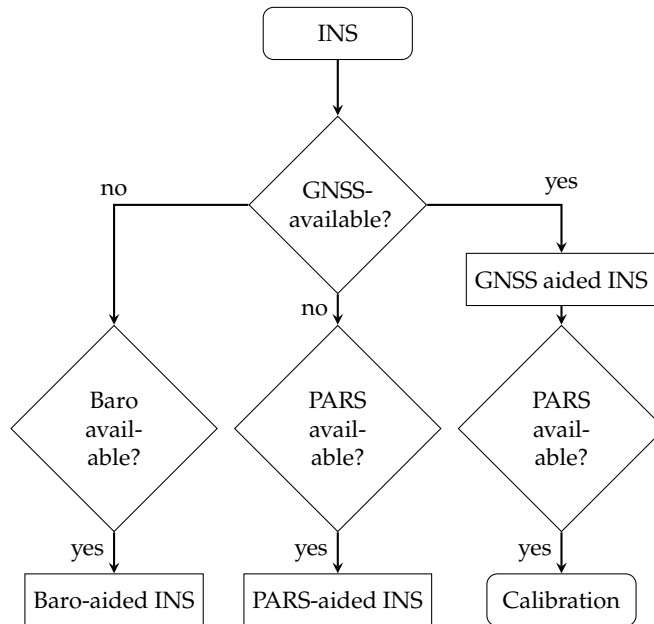 INS
GNSS-
available?
no
yes
GNSS aided INS
no
Baro
avail-
able?
PARS
avail-
able?
PARS
avail-
able?
yes
yes
yes
Baro-aided INS
PARS-aided INS
Calibration